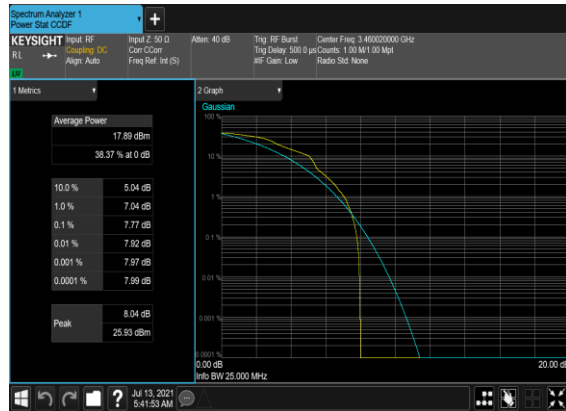 Spectrum Analyzer 1
Power Stat CCDF
+
KEYSIGHT
RL
Input: RF
Coupling: DC
Align: Auto
Input Z: 50 Ω
Corr CCorr
Freq Ref: Int (S)
Atten: 40 dB
Trig: RF Burst
Trig Delay: 500.0 µs
#IF Gain: Low
Center Freq: 3.460020000 GHz
Counts: 1.00 M/1.00 Mpt
Radio Std: None
1 Metrics
Average Power
17.89 dBm
38.37 % at 0 dB
10.0 % 5.04 dB
1.0 % 7.04 dB
0.1 % 7.77 dB
0.01 % 7.92 dB
0.001 % 7.97 dB
0.0001 % 7.99 dB
Peak
8.04 dB
25.93 dBm
2 Graph
Gaussian
100 %
10 %
1 %
0.1 %
0.01 %
0.001 %
0.0001 %
0.00 dB
20.00 dB
Info BW 25.000 MHz
?
Jul 13, 2021
5:41:53 AM